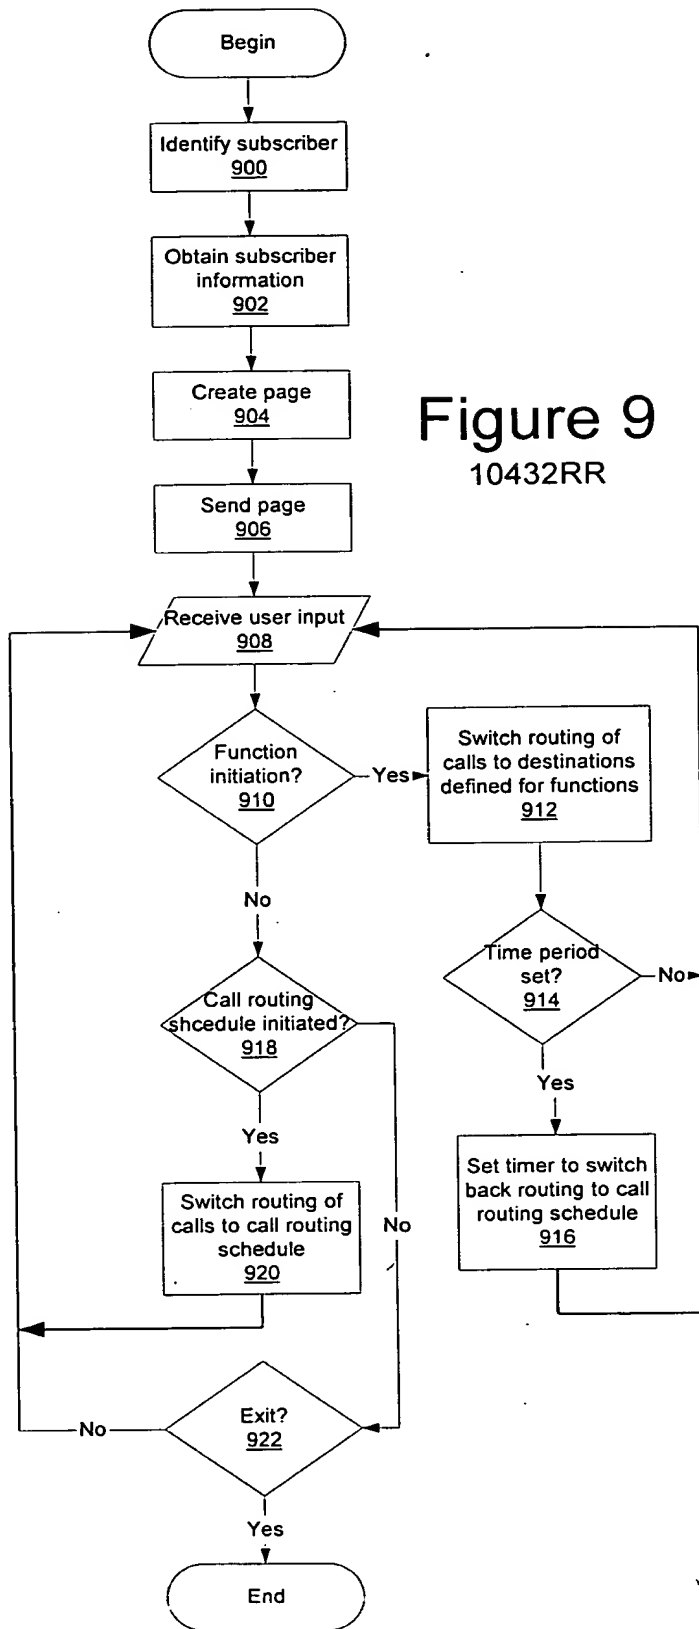 Begin
Identify subscriber
900
Obtain subscriber
information
902
Create page
904
Figure 9
10432RR
Send page
906
Receive user input
908
Function
initiation?
910
Yes
Switch routing of
calls to destinations
defined for functions
912
No
Time period
set?
914
No
Call routing
shcedule initiated?
918
Yes
Yes
Set timer to switch
back routing to call
routing schedule
916
Switch routing of
calls to call routing
schedule
920
No
Exit?
922
No
Yes
End